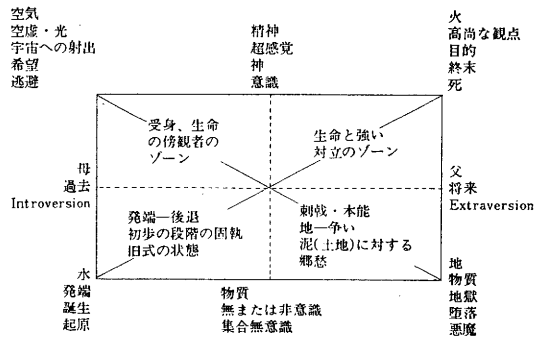 空気
空虚・光
宇宙への射出
希望
逃避
精神
超感覚
神
意識
火
高尚な観点
目的
終末
死
受身、生命
の傍観者の
ゾーン
生命と強い
対立のゾーン
母
過去
Introversion
父
将来
Extraversion
発端—後退
初歩の段階の固執
旧式の状態
刺戟・本能
地—争い
泥(土地)に対する
郷愁
水
発端
誕生
起原
物質
無または非意識
集合無意識
地
物質
地獄
堕落
悪魔